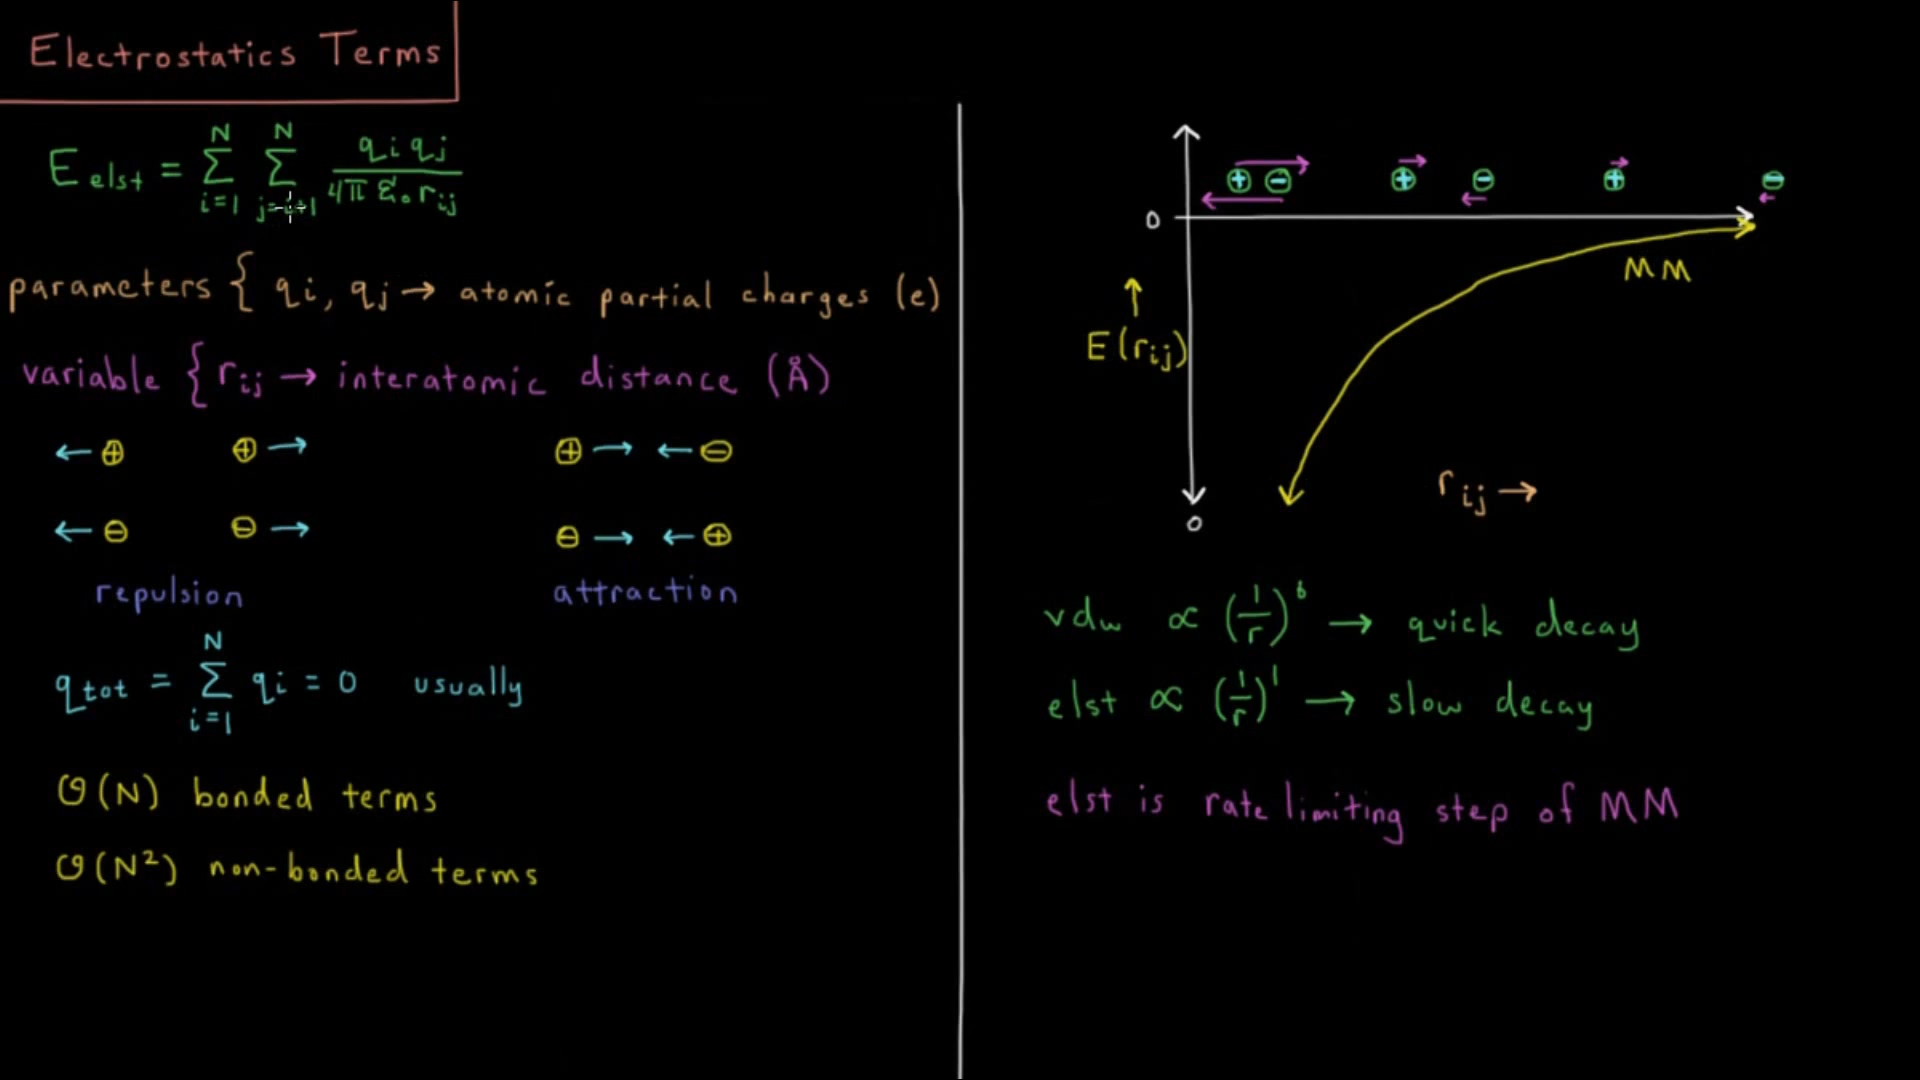 Electrostatics Terms
E elst = N Σ i=1 N Σ j=i+1 qi qj / 4π ε₀ rij
parameters { qi, qj → atomic partial charges (e)
variable { rij → interatomic distance (Å)
← ⊕ ⊕ → ⊕ → ← ⊖
← ⊖ ⊖ → ⊖ → ← ⊕
repulsion attraction
qtot = N Σ i=1 qi = 0 usually
O(N) bonded terms
O(N²) non-bonded terms
⊕ ⊖ ⊕ ⊖ ⊕ ⊖
0
MM
↑
E(rij)
rij →
0
vdw ∝ (1/r)⁶ → quick decay
elst ∝ (1/r)¹ → slow decay
elst is rate limiting step of MM